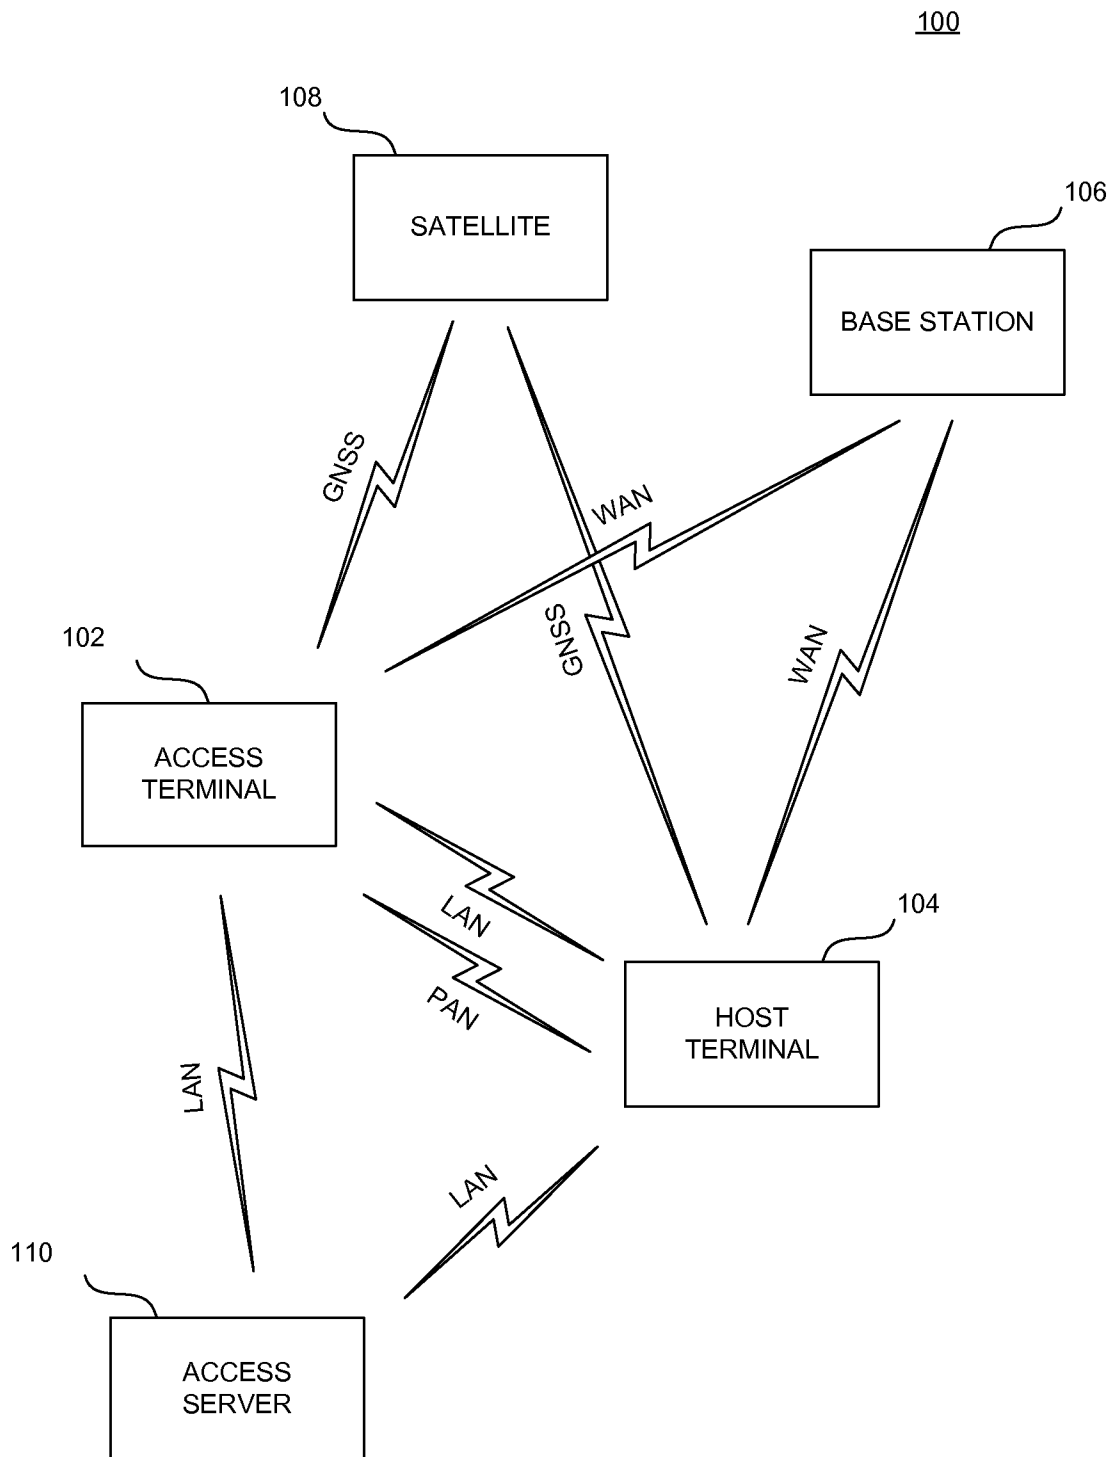 100
108
SATELLITE
106
BASE STATION
GNSS
WAN
GNSS
WAN
102
ACCESS
TERMINAL
LAN
PAN
104
HOST
TERMINAL
LAN
LAN
110
ACCESS
SERVER